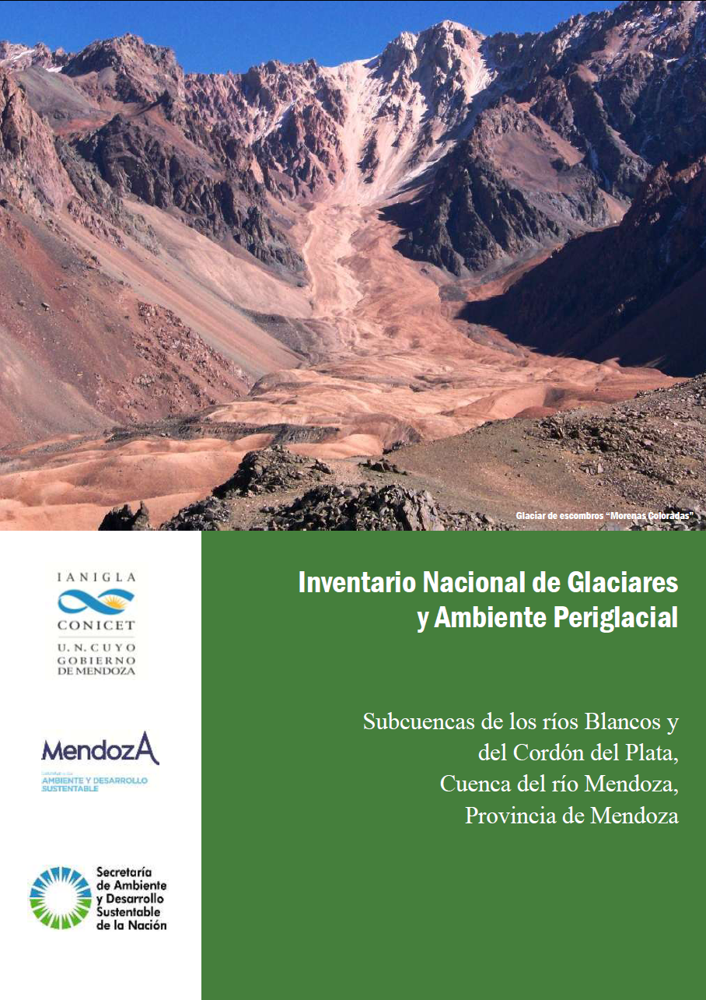 Glaciar de escombros “Morenas Coloradas”
Inventario Nacional de Glaciares
y Ambiente Periglacial
Subcuencas de los ríos Blancos y
del Cordón del Plata,
Cuenca del río Mendoza,
Provincia de Mendoza
IANIGLA
CONICET
U. N. CUYO
GOBIERNO
DE MENDOZA
MendozA
AMBIENTE Y DESARROLLO
SUSTENTABLE
Secretaría
de Ambiente
y Desarrollo
Sustentable
de la Nación